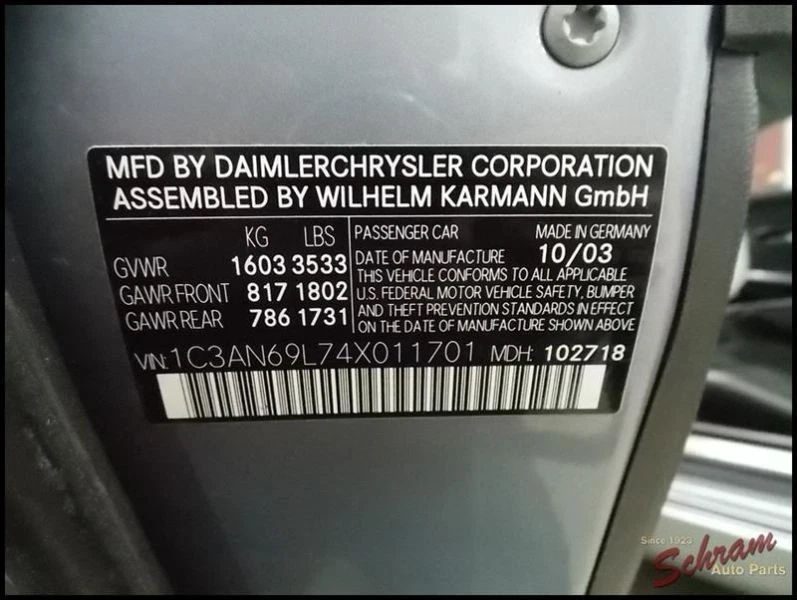 MFD BY DAIMLERCHRYSLER CORPORATION
ASSEMBLED BY WILHELM KARMANN GmbH
KG LBS
GVWR 1603 3533
GAWR FRONT 817 1802
GAWR REAR 786 1731
PASSENGER CAR MADE IN GERMANY
DATE OF MANUFACTURE 10/03
THIS VEHICLE CONFORMS TO ALL APPLICABLE
U.S. FEDERAL MOTOR VEHICLE SAFETY, BUMPER
AND THEFT PREVENTION STANDARDS IN EFFECT
ON THE DATE OF MANUFACTURE SHOWN ABOVE
VIN: 1C3AN69L74X011701 MDH: 102718
Since 1923
Schram
Auto Parts